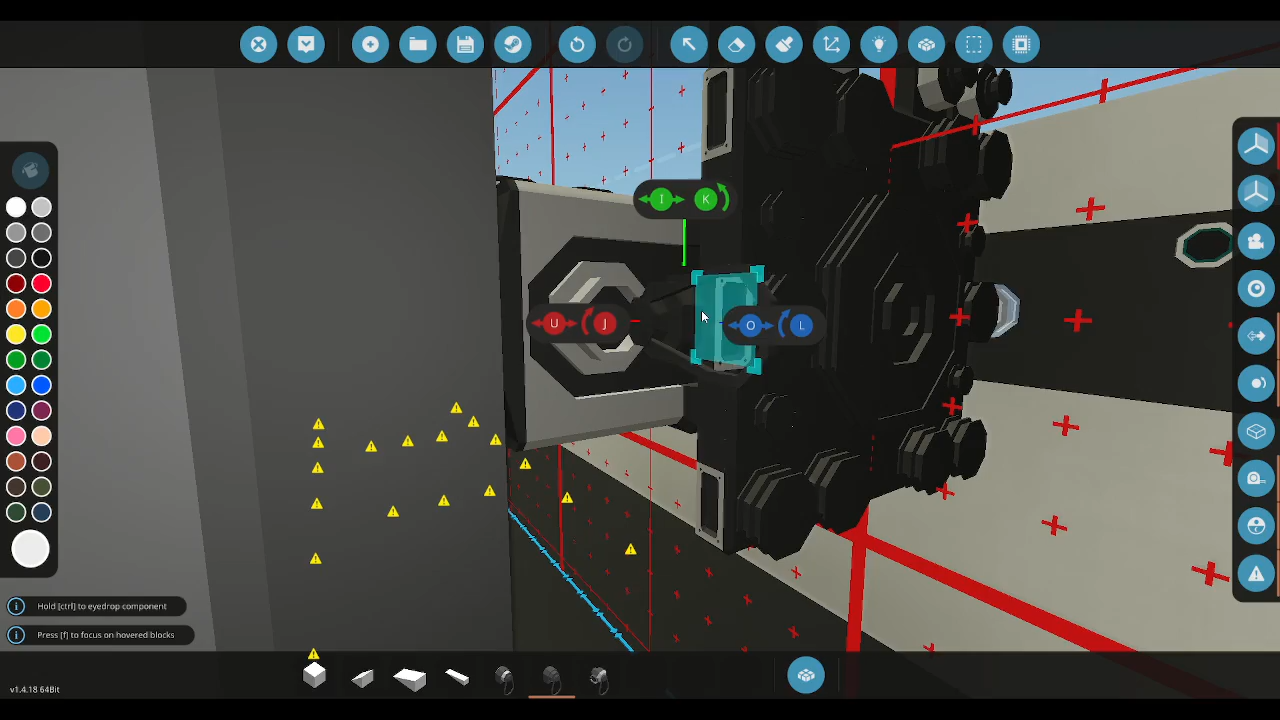 I K
U J
O L
Hold [ctrl] to eyedrop component
Press [f] to focus on hovered blocks
v1.4.18 64Bit